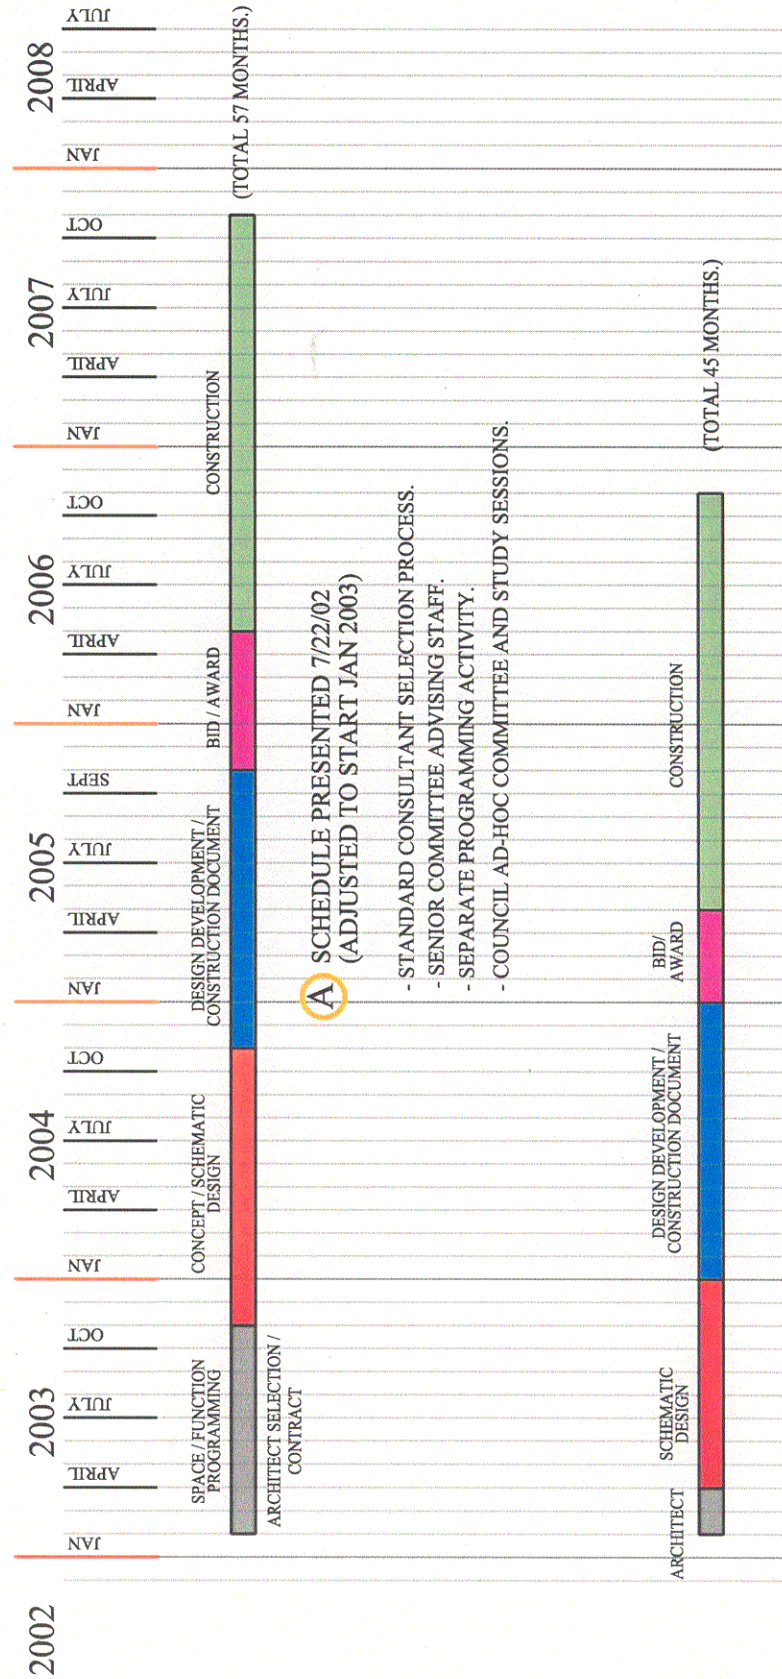 2002
2003
2004
2005
2006
2007
2008
JAN
APRIL
JULY
OCT
JAN
APRIL
JULY
OCT
JAN
APRIL
JULY
SEPT
JAN
APRIL
JULY
OCT
JAN
APRIL
JULY
OCT
JAN
APRIL
JULY
SPACE / FUNCTION
PROGRAMMING
CONCEPT / SCHEMATIC
DESIGN
DESIGN DEVELOPMENT /
CONSTRUCTION DOCUMENT
BID / AWARD
CONSTRUCTION
(TOTAL 57 MONTHS.)
ARCHITECT SELECTION /
CONTRACT
A SCHEDULE PRESENTED 7/22/02
(ADJUSTED TO START JAN 2003)
- STANDARD CONSULTANT SELECTION PROCESS.
- SENIOR COMMITTEE ADVISING STAFF.
- SEPARATE PROGRAMMING ACTIVITY.
- COUNCIL AD-HOC COMMITTEE AND STUDY SESSIONS.
ARCHITECT
SCHEMATIC
DESIGN
DESIGN DEVELOPMENT /
CONSTRUCTION DOCUMENT
BID/
AWARD
CONSTRUCTION
(TOTAL 45 MONTHS.)